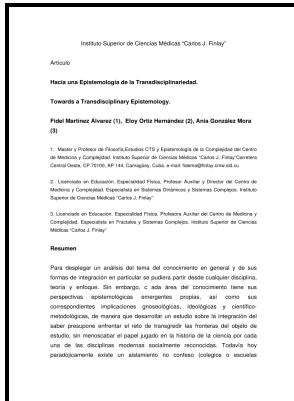 Instituto Superior de Ciencias Médicas “Carlos J. Finlay”
Artículo
Hacia una Epistemología de la Transdisciplinariedad.
Towards a Transdisciplinary Epistemology.
Fidel Martínez Álvarez (1), Eloy Ortiz Hernández (2), Ania González Mora
(3)
1. Master y Profesor de Filosofía,Estudios CTS y Epistemología de la Complejidad del Centro
de Medicina y Complejidad. Instituto Superior de Ciencias Médicas “Carlos J. Finlay”Carretera
Central Oeste, CP.70100, AP 144, Camagüey, Cuba, e-mail: fidelma@finlay.cmw.sld.cu
2.. Licenciado en Educación. Especialidad Física, Profesor Auxiliar y Director del Centro de
Medicina y Complejidad. Especialista en Sistemas Dinámicos y Sistemas Complejos. Instituto
Superior de Ciencias Médicas “Carlos J. Finlay”
3. Licenciado en Educación. Especialidad Física. Profesora Auxiliar del Centro de Medicina y
Complejidad. Especialista en Fractales y Sistemas Complejos. Instituto Superior de Ciencias
Médicas “Carlos J. Finlay”
Resumen
Para desplegar un análisis del tema del conocimiento en general y de sus
formas de integración en particular se pudiera partir desde cualquier disciplina,
teoría y enfoque. Sin embargo, c ada área del conocimiento tiene sus
perspectivas epistemológicas emergentes propias, así como sus
correspondientes implicaciones gnoseológicas, ideológicas y científico-
metodológicas, de manera que desarrollar un estudio sobre la integración del
saber presupone enfrentar el reto de transgredir las fronteras del objeto de
estudio, sin menoscabar el papel jugado en la historia de la ciencia por cada
una de las disciplinas modernas socialmente reconocidas. Todavía hoy
paradójicamente existe un aislamiento no confeso (colegios o escuelas